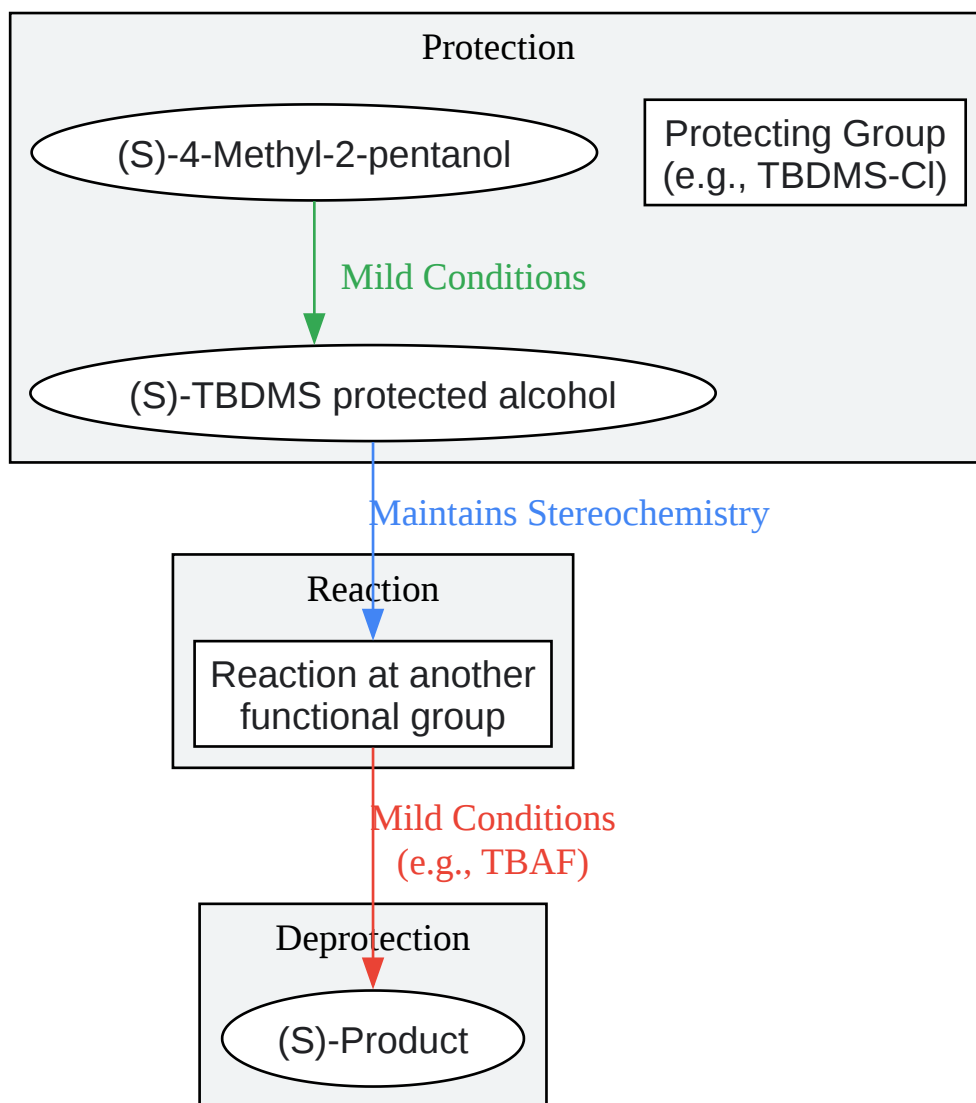 Protection
(S)-4-Methyl-2-pentanol
Protecting Group
(e.g., TBDMS-Cl)
Mild Conditions
(S)-TBDMS protected alcohol
Maintains Stereochemistry
Reaction
Reaction at another
functional group
Mild Conditions
(e.g., TBAF)
Deprotection
(S)-Product